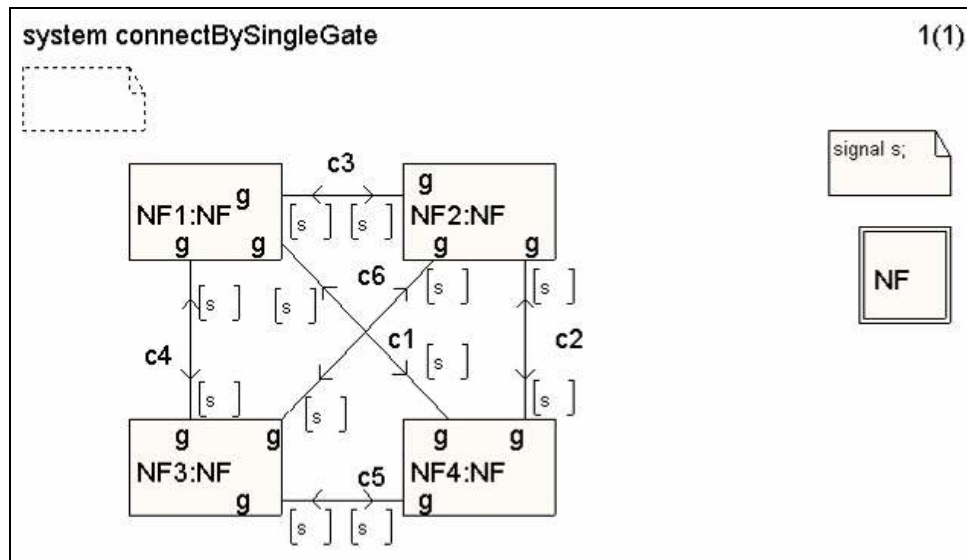 system connectBySingleGate 1(1)
signal s;
c3
g g
NF1:NF [s ] [s ] NF2:NF
g g g g
NF
c6
[s ] [s ] [s ] [s ]
c4 c1 c2
[s ]
[s ] [s ] [s ]
g g g g
NF3:NF c5 NF4:NF
g g
[s ] [s ]